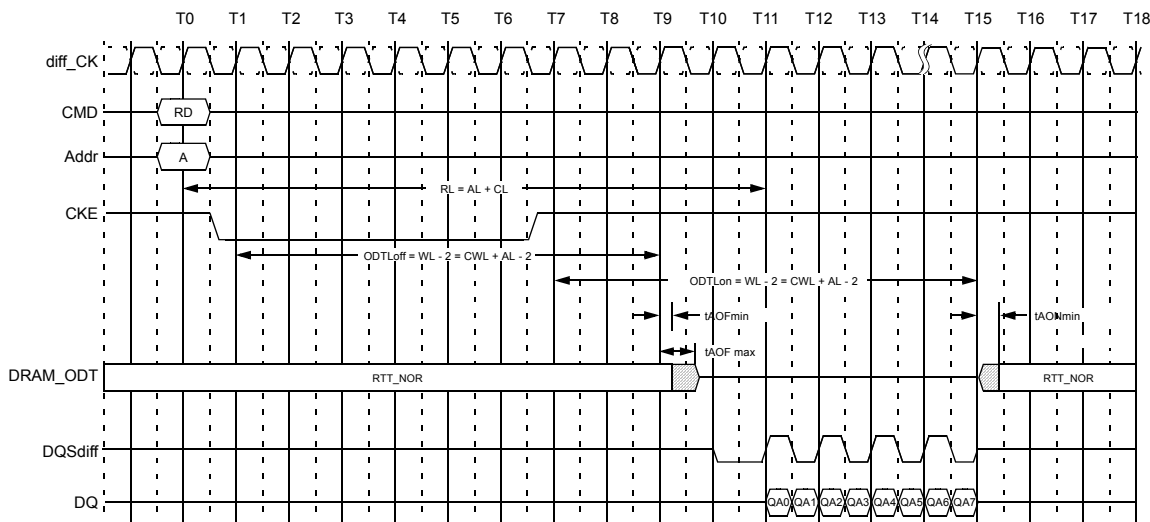 T0 T1 T2 T3 T4 T5 T6 T7 T8 T9 T10 T11 T12 T13 T14 T15 T16 T17 T18
diff_CK
CMD RD
Addr A
RL = AL + CL
CKE
ODTLoff = WL - 2 = CWL + AL - 2
ODTLon = WL - 2 = CWL + AL - 2
tAOFmin tAONmin
tAOF max
DRAM_ODT RTT_NOR RTT_NOR
DQSdiff
DQ QA0 QA1 QA2 QA3 QA4 QA5 QA6 QA7